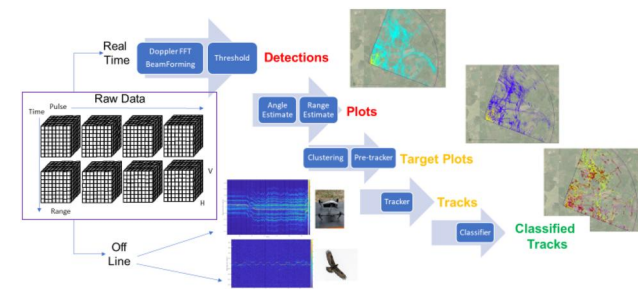 Real
Time
Doppler FFT
BeamForming
Threshold
Detections
Raw Data
Time
Pulse
Angle
Estimate
Range
Estimate
Plots
Clustering
Pre-tracker
Target Plots
V
H
Range
Tracker
Tracks
Classifier
Classified
Tracks
Off
Line